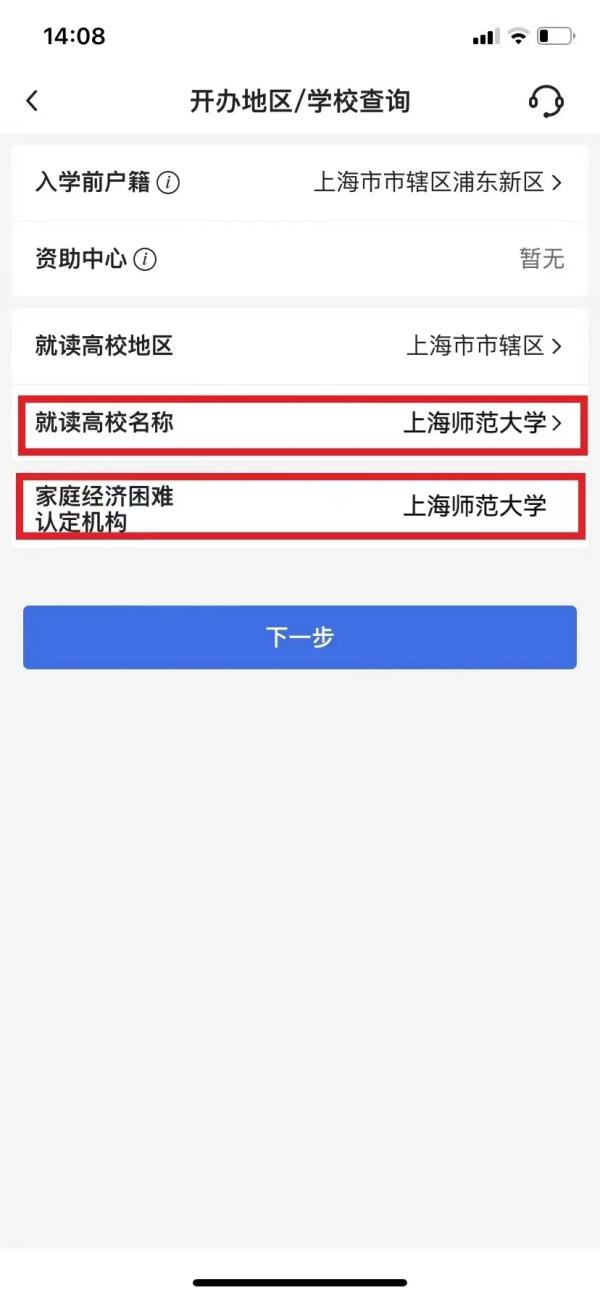 14:08
开办地区/学校查询
入学前户籍 上海市市辖区浦东新区
资助中心 暂无
就读高校地区 上海市市辖区
就读高校名称 上海师范大学
家庭经济困难
认定机构 上海师范大学
下一步